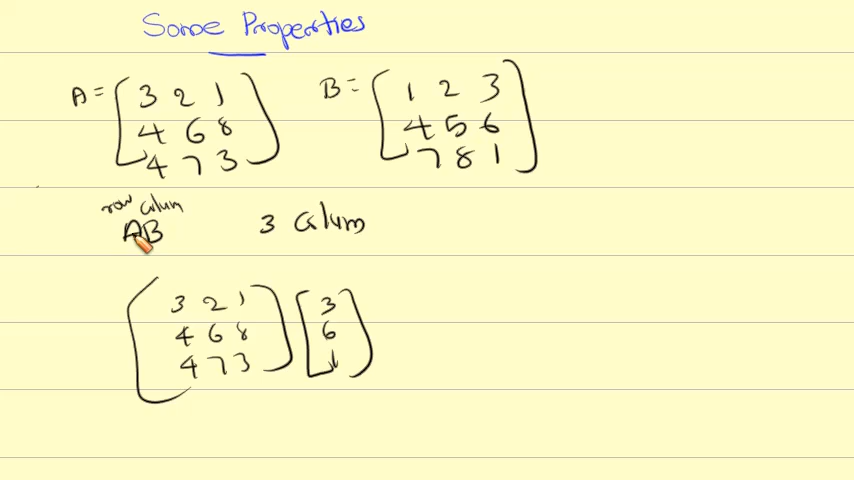 Some Properties
A = [3 2 1 B = [1 2 3
4 6 8 4 5 6
4 7 3] 7 8 1]
row colum
AB 3 Colum
[3 2 1 [3
4 6 8 6
4 7 3] 1]